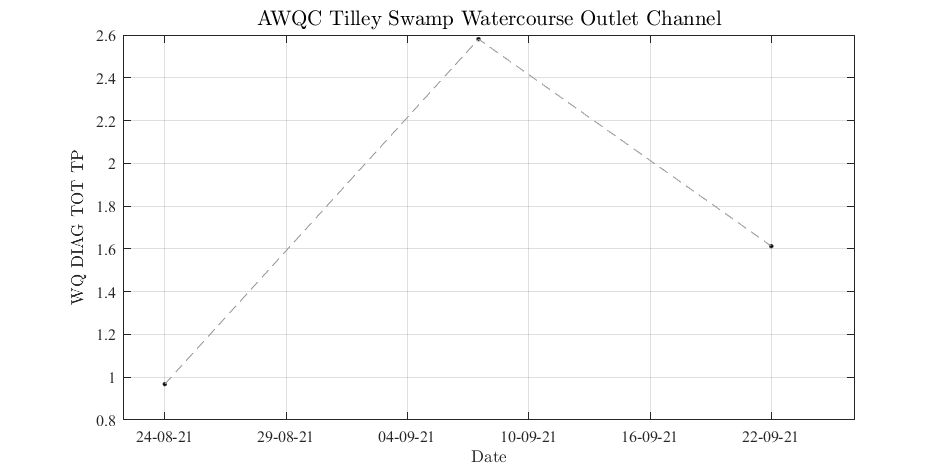 AWQC Tilley Swamp Watercourse Outlet Channel
WQ DIAG TOT TP
2.6
2.4
2.2
2
1.8
1.6
1.4
1.2
1
0.8
24-08-21 29-08-21 04-09-21 10-09-21 16-09-21 22-09-21
Date